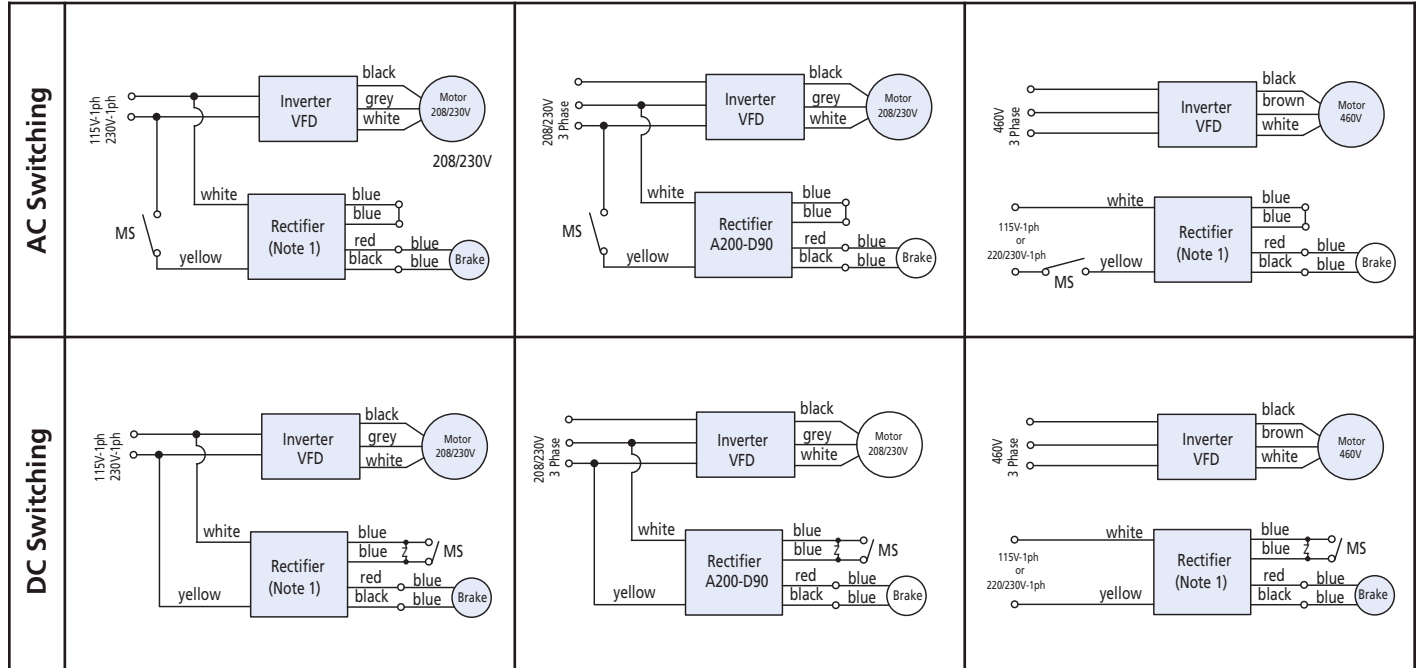 AC Switching
115V-1ph
230V-1ph
Inverter
VFD
black
grey
white
Motor
208/230V
208/230V
MS
white
yellow
Rectifier
(Note 1)
blue
blue
red
black
blue
blue
Brake
208/230V
3 Phase
Inverter
VFD
black
grey
white
Motor
208/230V
MS
white
yellow
Rectifier
A200-D90
blue
blue
red
black
blue
blue
Brake
460V
3 Phase
Inverter
VFD
black
brown
white
Motor
460V
115V-1ph
or
220/230V-1ph
MS
white
yellow
Rectifier
(Note 1)
blue
blue
red
black
blue
blue
Brake
DC Switching
115V-1ph
230V-1ph
Inverter
VFD
black
grey
white
Motor
208/230V
white
yellow
Rectifier
(Note 1)
blue
blue
Z
MS
red
black
blue
blue
Brake
208/230V
3 Phase
Inverter
VFD
black
grey
white
Motor
208/230V
white
yellow
Rectifier
A200-D90
blue
blue
Z
MS
red
black
blue
blue
Brake
460V
3 Phase
Inverter
VFD
black
brown
white
Motor
460V
115V-1ph
or
220/230V-1ph
white
yellow
Rectifier
(Note 1)
blue
blue
Z
MS
red
black
blue
blue
Brake